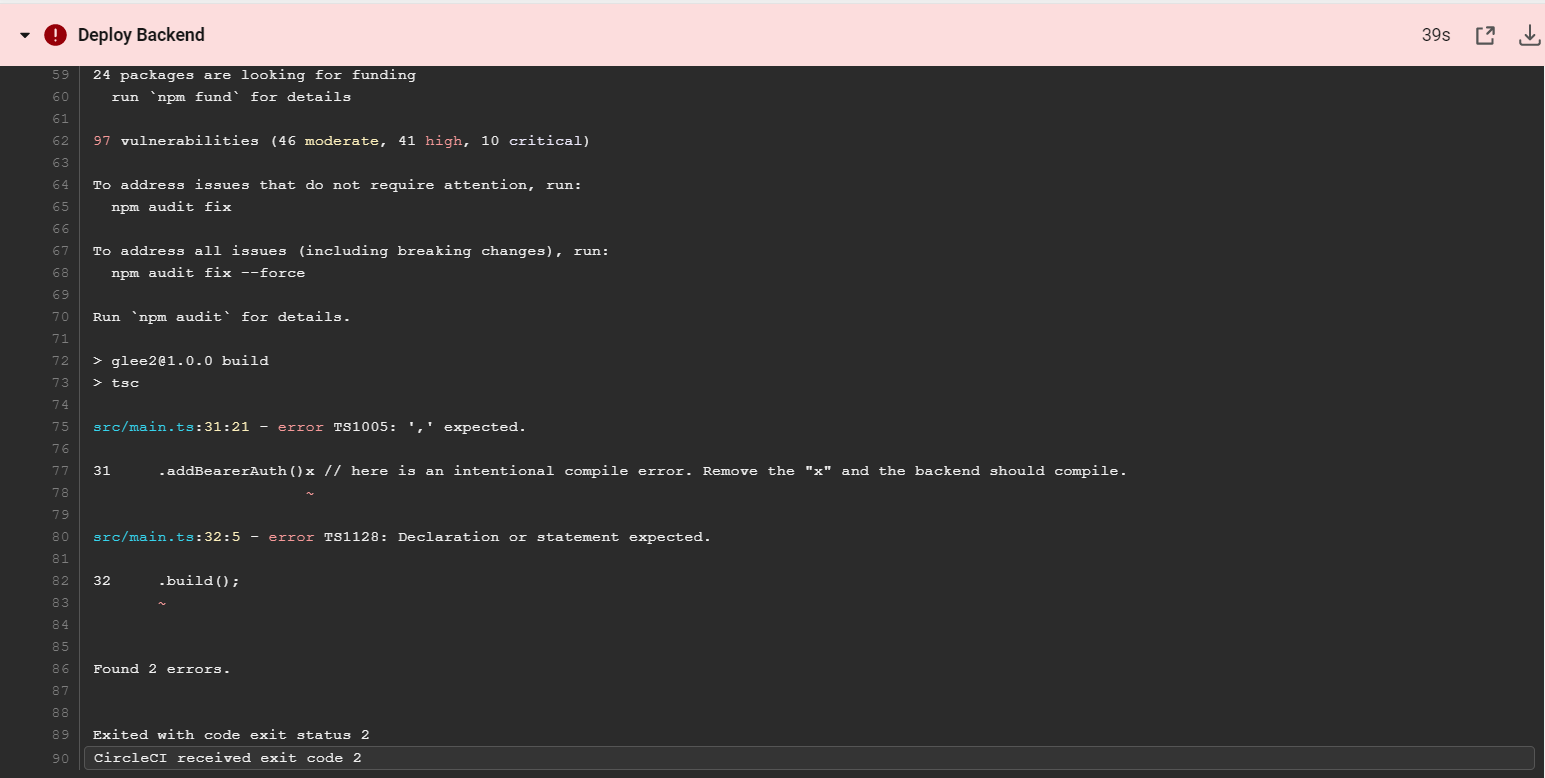 Deploy Backend 39s
59 24 packages are looking for funding
60 run `npm fund` for details
61
62 97 vulnerabilities (46 moderate, 41 high, 10 critical)
63
64 To address issues that do not require attention, run:
65 npm audit fix
66
67 To address all issues (including breaking changes), run:
68 npm audit fix --force
69
70 Run `npm audit` for details.
71
72 > glee2@1.0.0 build
73 > tsc
74
75 src/main.ts:31:21 - error TS1005: ',' expected.
76
77 31 .addBearerAuth()x // here is an intentional compile error. Remove the "x" and the backend should compile.
78 ~
79
80 src/main.ts:32:5 - error TS1128: Declaration or statement expected.
81
82 32 .build();
83 ~
84
85
86 Found 2 errors.
87
88
89 Exited with code exit status 2
90 CircleCI received exit code 2